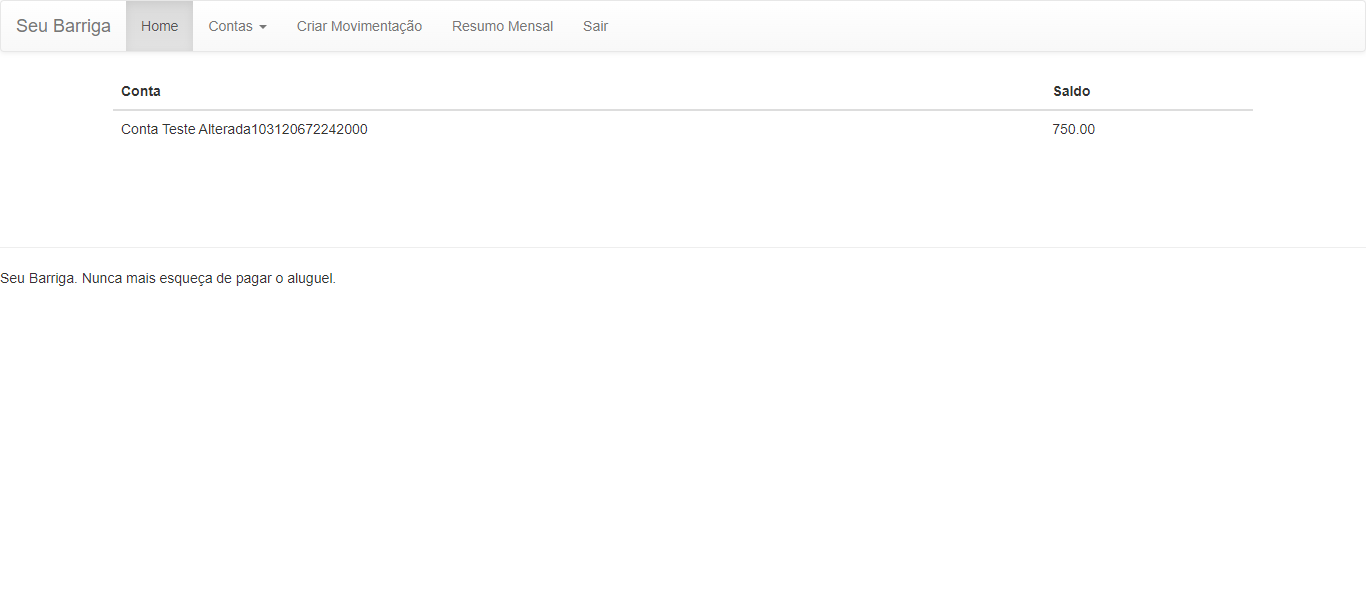 Seu Barriga Home Contas Criar Movimentação Resumo Mensal Sair
Conta Saldo
Conta Teste Alterada103120672242000 750.00
Seu Barriga. Nunca mais esqueça de pagar o aluguel.